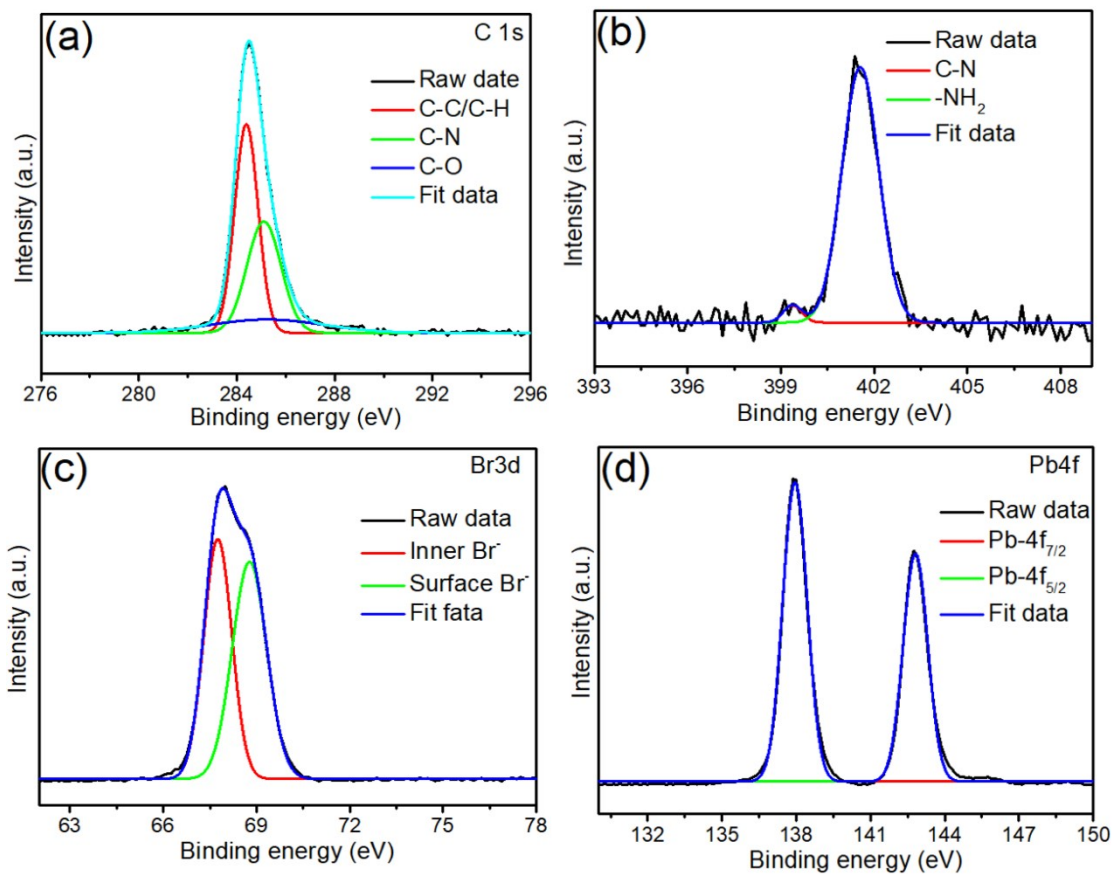 (a)
C 1s
Raw date
C-C/C-H
C-N
C-O
Fit data
Intensity (a.u.)
276 280 284 288 292 296
Binding energy (eV)
(b)
Raw data
C-N
-NH₂
Fit data
Intensity (a.u.)
393 396 399 402 405 408
Binding energy (eV)
(c)
Br3d
Raw data
Inner Br⁻
Surface Br⁻
Fit fata
Intensity (a.u.)
63 66 69 72 75 78
Binding energy (eV)
(d)
Pb4f
Raw data
Pb-4f₇/₂
Pb-4f₅/₂
Fit data
Intensity (a.u.)
132 135 138 141 144 147 150
Binding energy (eV)